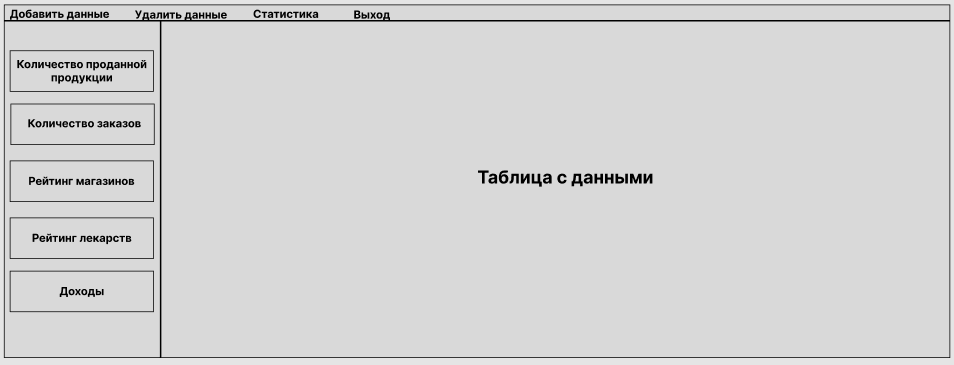 Добавить данные Удалить данные Статистика Выход
Количество проданной
продукции
Количество заказов
Рейтинг магазинов
Таблица с данными
Рейтинг лекарств
Доходы